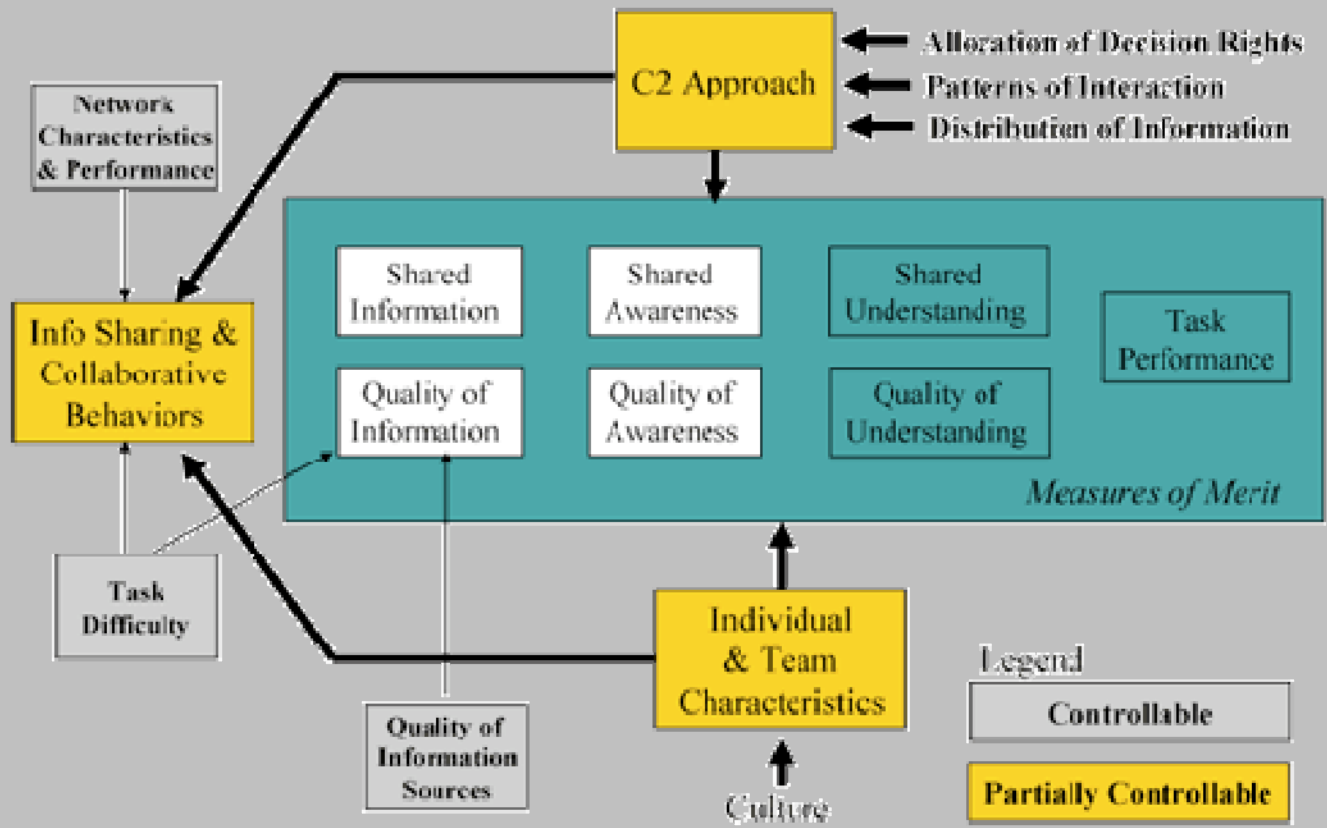 C2 Approach
Alloration of Decision Rights
Patterns of Interaction
Distribution of Information
Network
Characteristics
& Performance
Shared
Information
Shared
Awareness
Shared
Understanding
Task
Performance
Info Sharing &
Collaborative
Behaviors
Quality of
Information
Quality of
Awareness
Quality of
Understanding
Measures of Merit
Task
Difficulty
Individual
& Team
Characteristics
Quality of
Information
Sources
Culture
Legend
Controllable
Partially Controllable